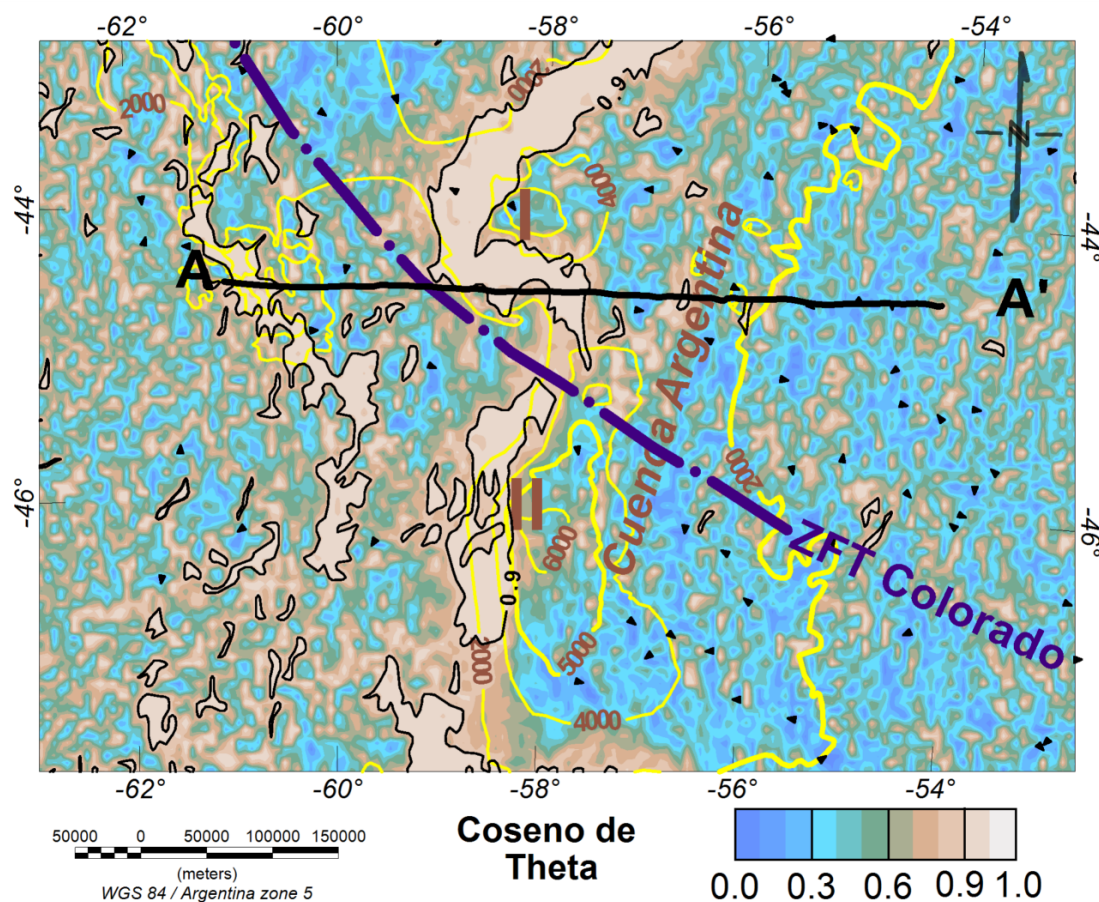 -62° -60° -58° -56° -54°
2000
2000
0.9
N
-44°
4000
I
-44°
A
A'
Cuenca Argentina
2000
-46°
II
6000
ZFT Colorado
-46°
0.9
2000
5000
4000
-62° -60° -58° -56° -54°
50000 0 50000 100000 150000
(meters)
WGS 84 / Argentina zone 5
Coseno de
Theta
0.0 0.3 0.6 0.9 1.0